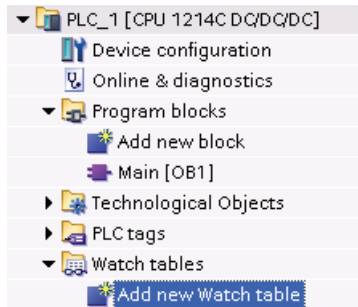 PLC_1 [CPU 1214C DC/DC/DC]
Device configuration
Online & diagnostics
Program blocks
Add new block
Main [OB1]
Technological Objects
PLC tags
Watch tables
Add new Watch table